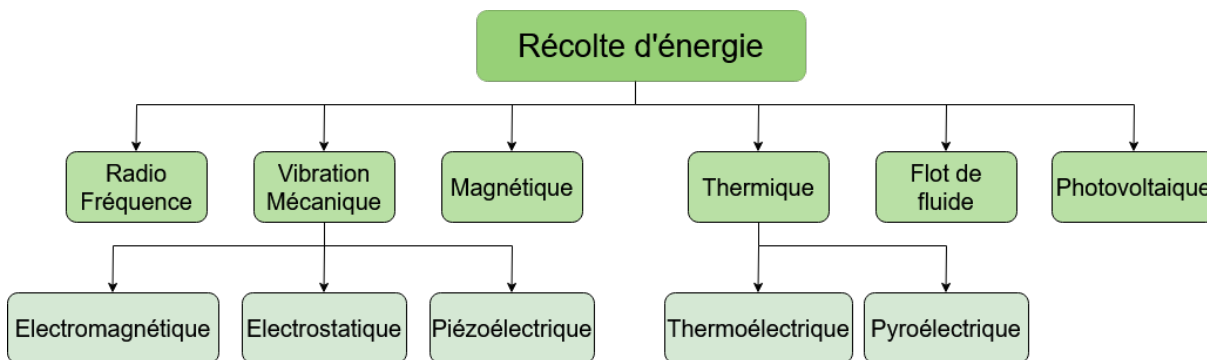 Récolte d'énergie
Radio
Fréquence
Vibration
Mécanique
Magnétique
Thermique
Flot de
fluide
Photovoltaique
Electromagnétique
Electrostatique
Piézoélectrique
Thermoélectrique
Pyroélectrique